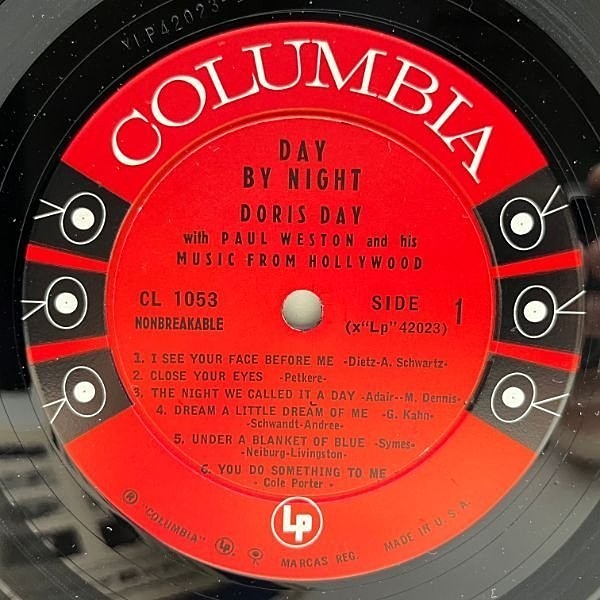 XLP42023
COLUMBIA
DAY
BY NIGHT
DORIS DAY
with PAUL WESTON and his
MUSIC FROM HOLLYWOOD
CL 1053
NONBREAKABLE
SIDE 1
(x"Lp" 42023)
1. I SEE YOUR FACE BEFORE ME -Dietz-A. Schwartz-
2. CLOSE YOUR EYES -Petkere-
3. THE NIGHT WE CALLED IT A DAY -Adair--M. Dennis-
4. DREAM A LITTLE DREAM OF ME -G. Kahn-
-Schwandt-Andree-
5. UNDER A BLANKET OF BLUE -Symes-
-Neiburg-Livingston-
6. YOU DO SOMETHING TO ME
- Cole Porter -
Lp
® "COLUMBIA" Lp. MARCAS REG. MADE IN U.S.A.